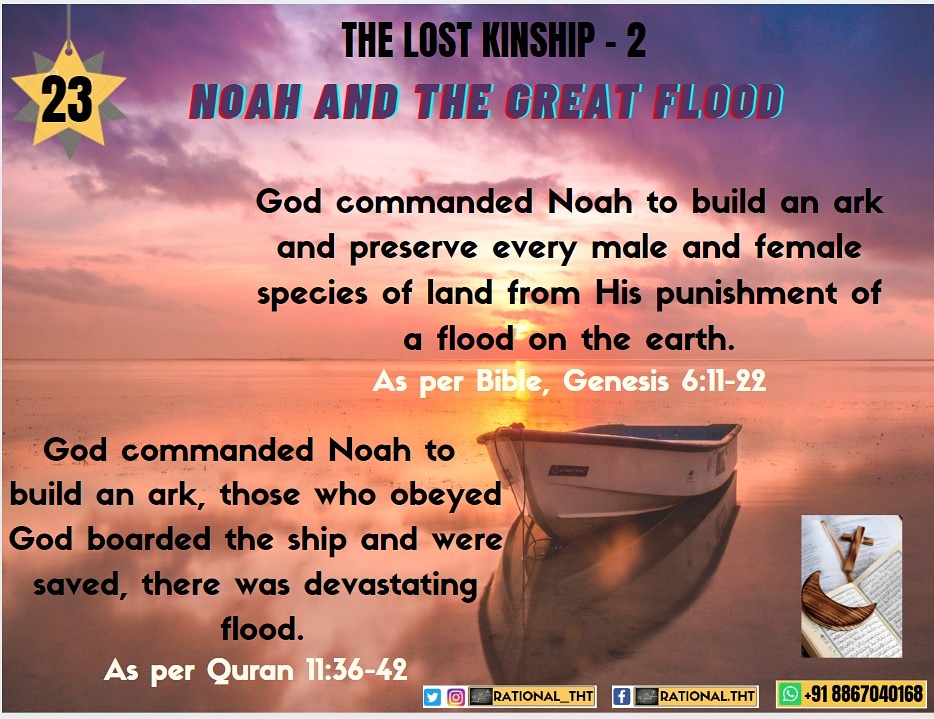 THE LOST KINSHIP - 2
23
NOAH AND THE GREAT FLOOD
God commanded Noah to build an ark
and preserve every male and female
species of land from His punishment of
a flood on the earth.
As per Bible, Genesis 6:11-22
God commanded Noah to
build an ark, those who obeyed
God boarded the ship and were
saved, there was devastating
flood.
As per Quran 11:36-42
RATIONAL_THT
RATIONAL.THT
+91 8867040168